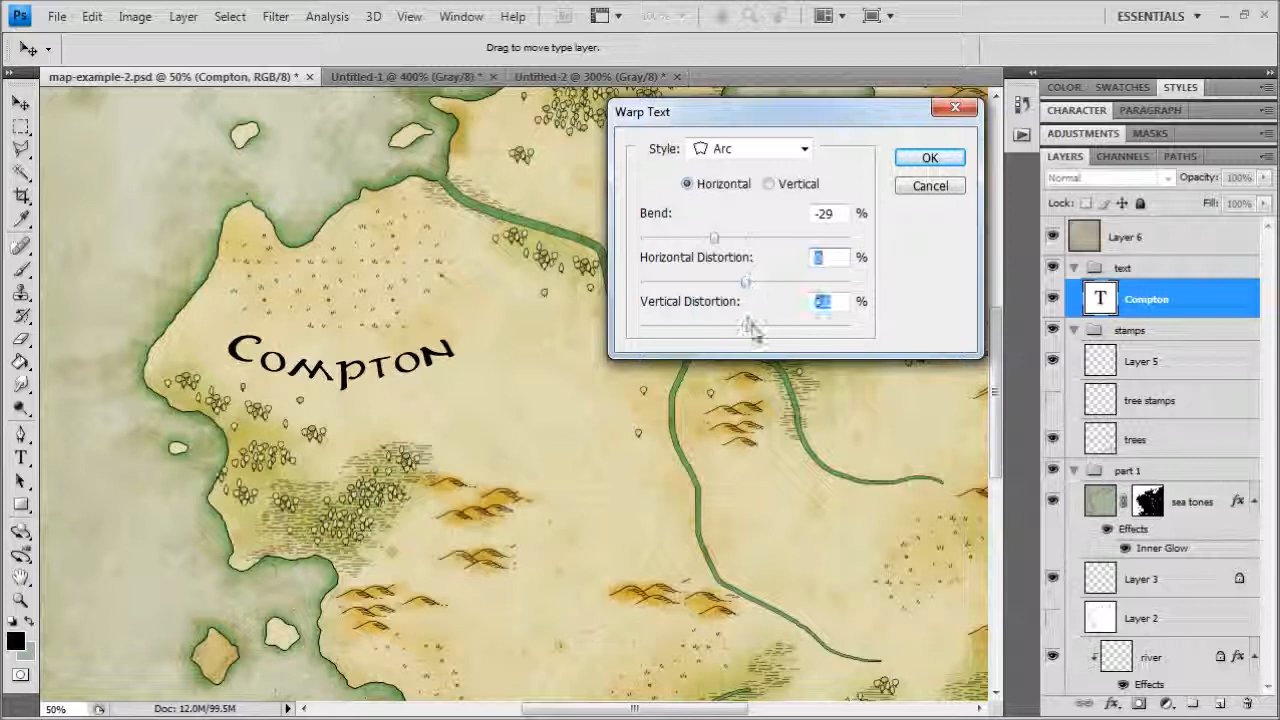 Ps File Edit Image Layer Select Filter Analysis 3D View Window Help 100% ESSENTIALS
Drag to move type layer.
map-example-2.psd @ 50% (Compton, RGB/8) * Untitled-1 @ 400% (Gray/8) * Untitled-2 @ 300% (Gray/8) *
COLOR SWATCHES STYLES
CHARACTER PARAGRAPH
ADJUSTMENTS MASKS
LAYERS CHANNELS PATHS
Normal Opacity: 100%
Lock: Fill: 100%
Layer 6
text
T Compton
stamps
Layer 5
tree stamps
trees
part 1
sea tones fx
Effects
Inner Glow
Layer 3
Layer 2
river fx
Effects
Warp Text
Style: Arc
OK
Horizontal Vertical
Cancel
Bend: -29 %
Horizontal Distortion: %
Vertical Distortion: %
Compton
50% Doc: 12.0M/99.5M